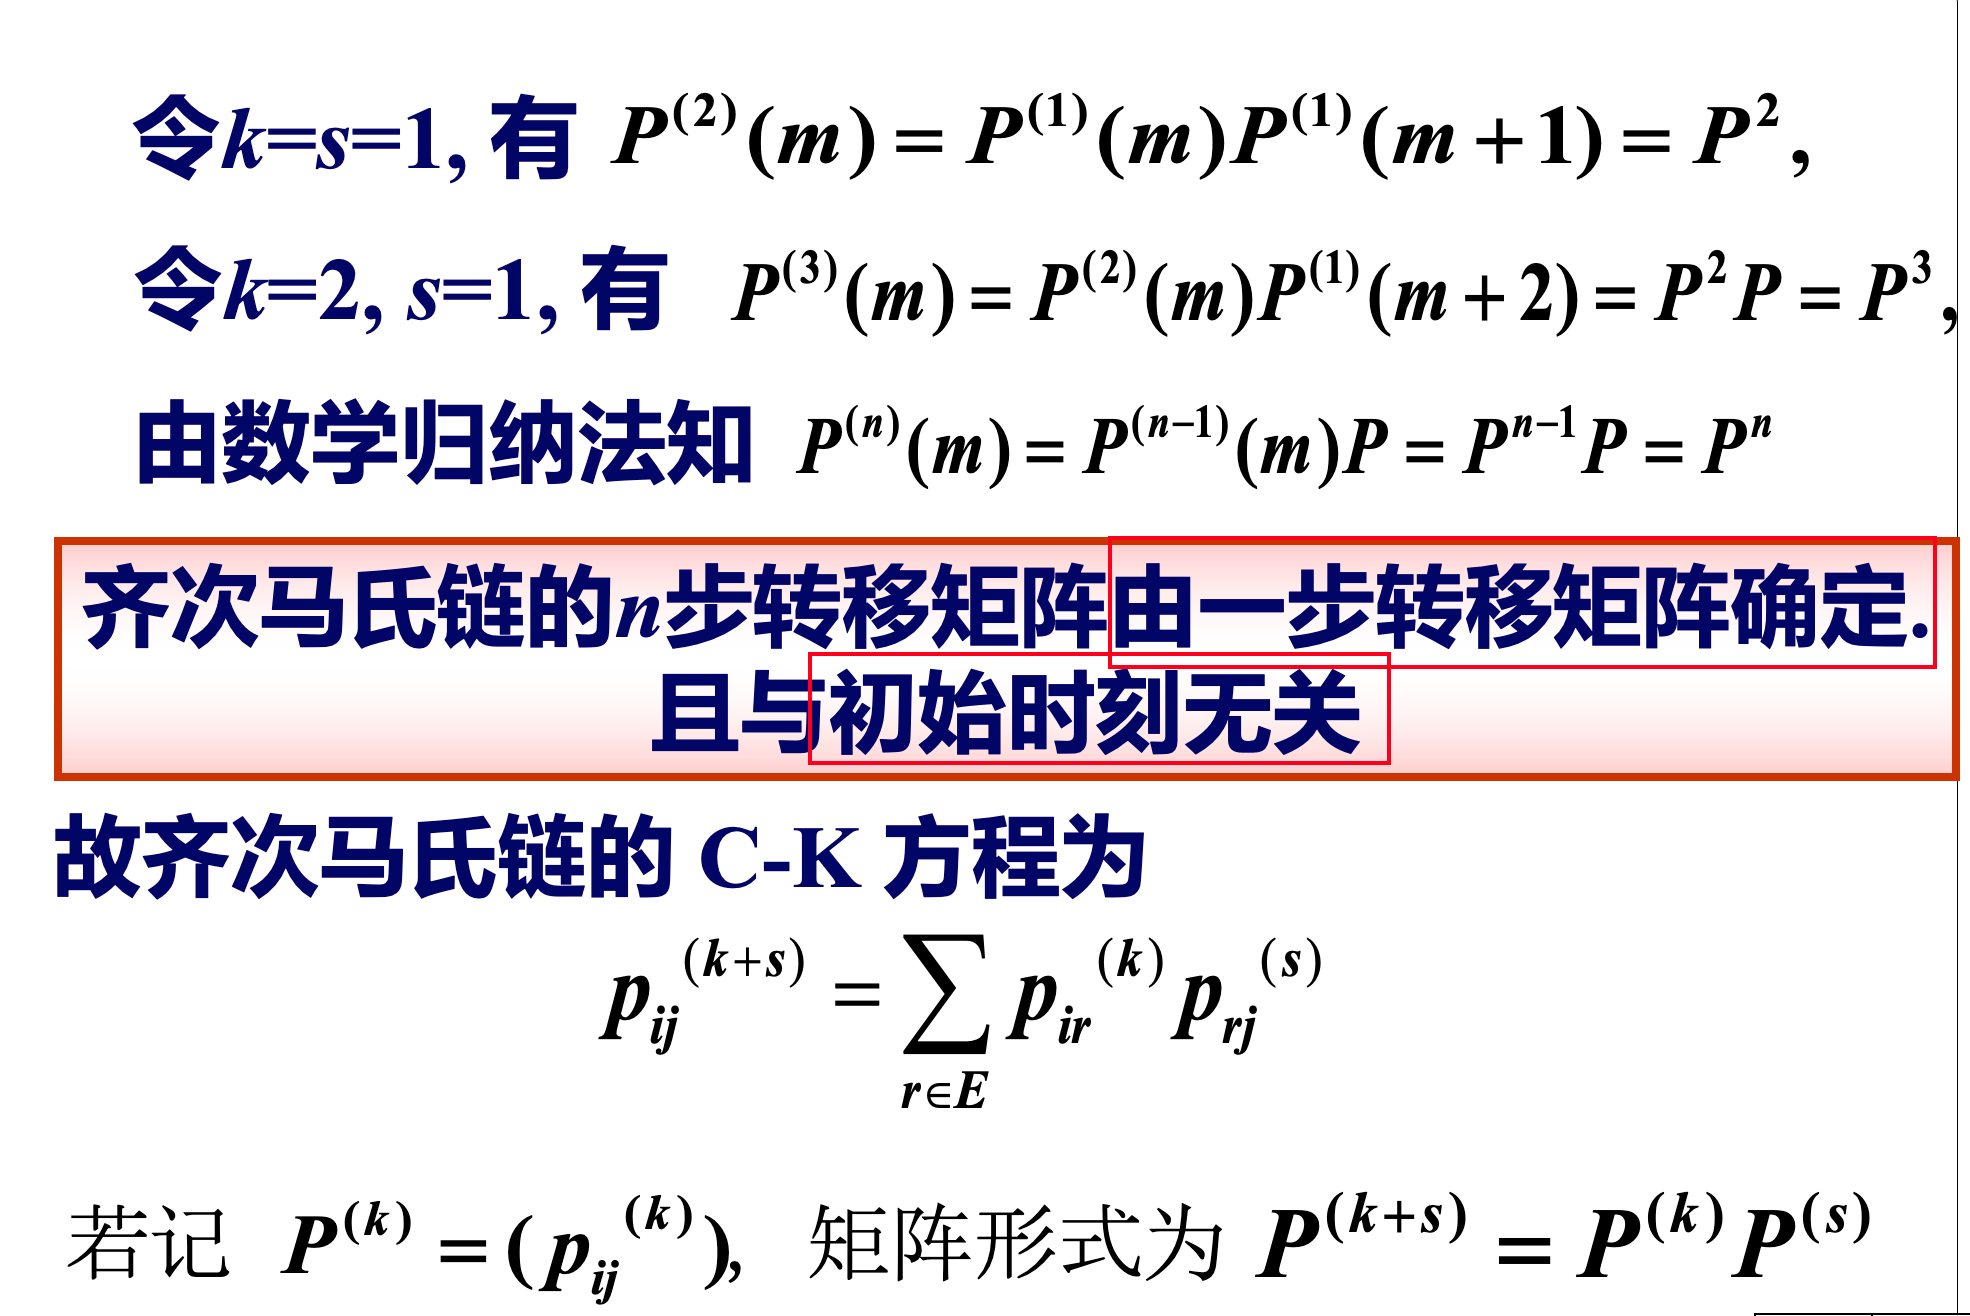 令k=s=1, 有 P^{(2)}(m) = P^{(1)}(m)P^{(1)}(m+1) = P^2,
令k=2, s=1, 有 P^{(3)}(m) = P^{(2)}(m)P^{(1)}(m+2) = P^2P = P^3,
由数学归纳法知 P^{(n)}(m) = P^{(n-1)}(m)P = P^{n-1}P = P^n
齐次马氏链的n步转移矩阵由一步转移矩阵确定.
且与初始时刻无关
故齐次马氏链的 C-K 方程为
p_{ij}^{(k+s)} = \sum_{r∈E} p_{ir}^{(k)} p_{rj}^{(s)}
若记 P^{(k)} = (p_{ij}^{(k)}), 矩阵形式为 P^{(k+s)} = P^{(k)}P^{(s)}